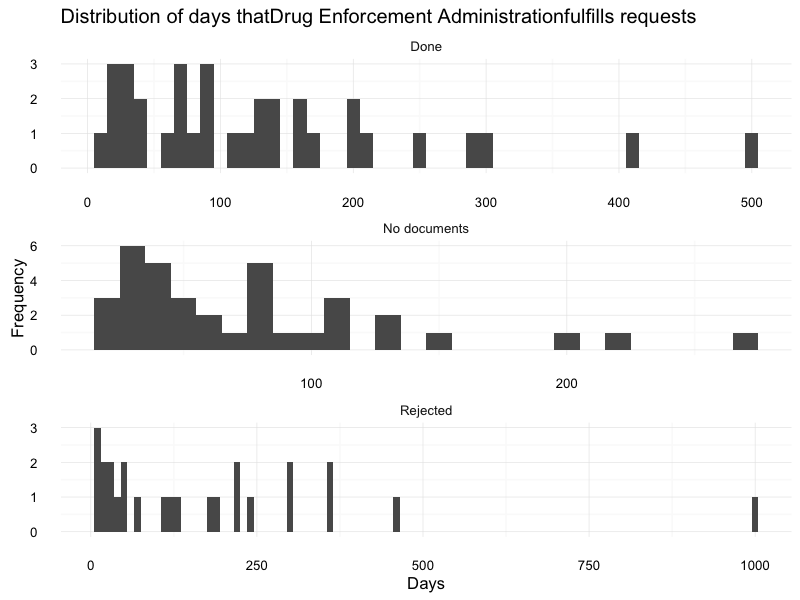 Distribution of days thatDrug Enforcement Administrationfulfills requests
Done
3
2
1
0
0 100 200 300 400 500
No documents
6
4
2
0
100 200
Frequency
Rejected
3
2
1
0
0 250 500 750 1000
Days